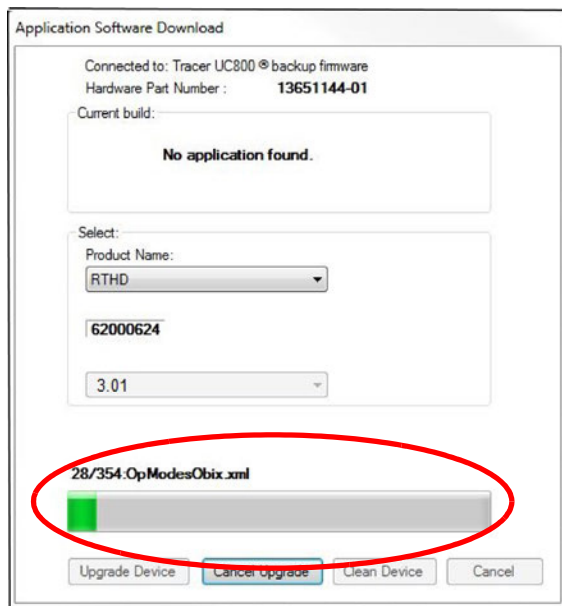 Application Software Download
Connected to: Tracer UC800 ® backup firmware
Hardware Part Number : 13651144-01
Current build:
No application found.
Select:
Product Name:
RTHD
62000624
3.01
28/354:OpModesObix.xml
Upgrade Device Cancel Upgrade Clean Device Cancel